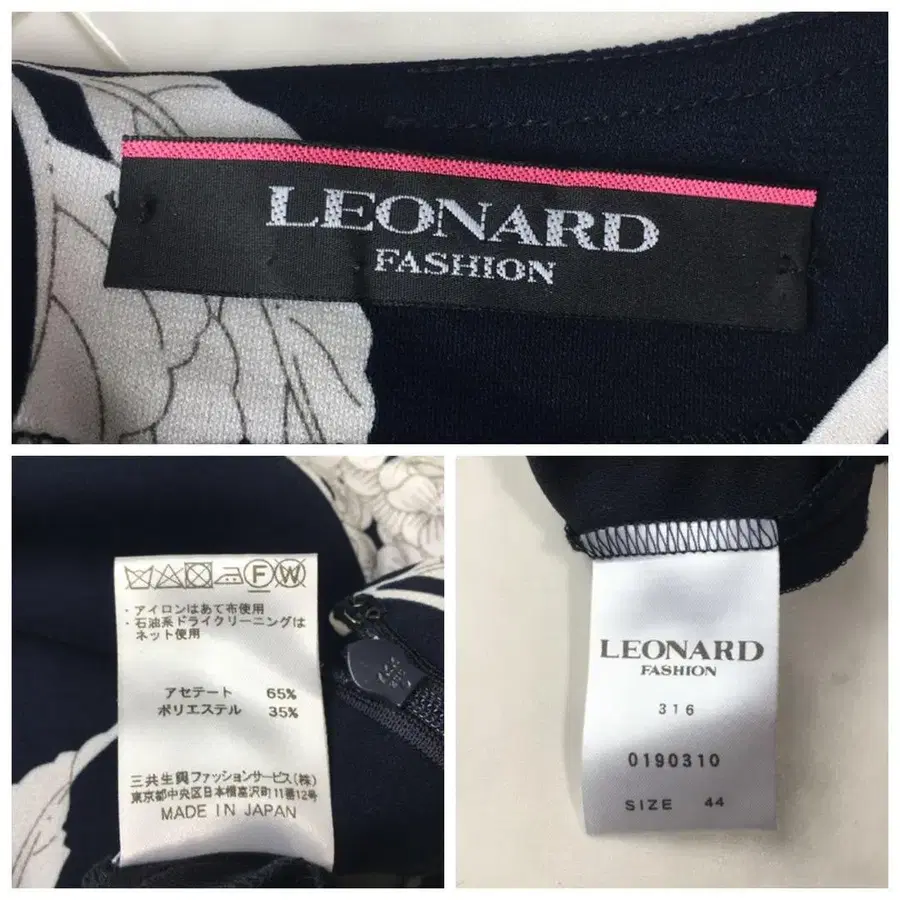 LEONARD
FASHION
F W
・アイロンはあて布使用
・石油系ドライクリーニングは
ネット使用
アセテート 65%
ポリエステル 35%
三共生興ファッションサービス(株)
東京都中央区日本橋富沢町11番12号
MADE IN JAPAN
LEONARD
FASHION
316
0190310
SIZE 44